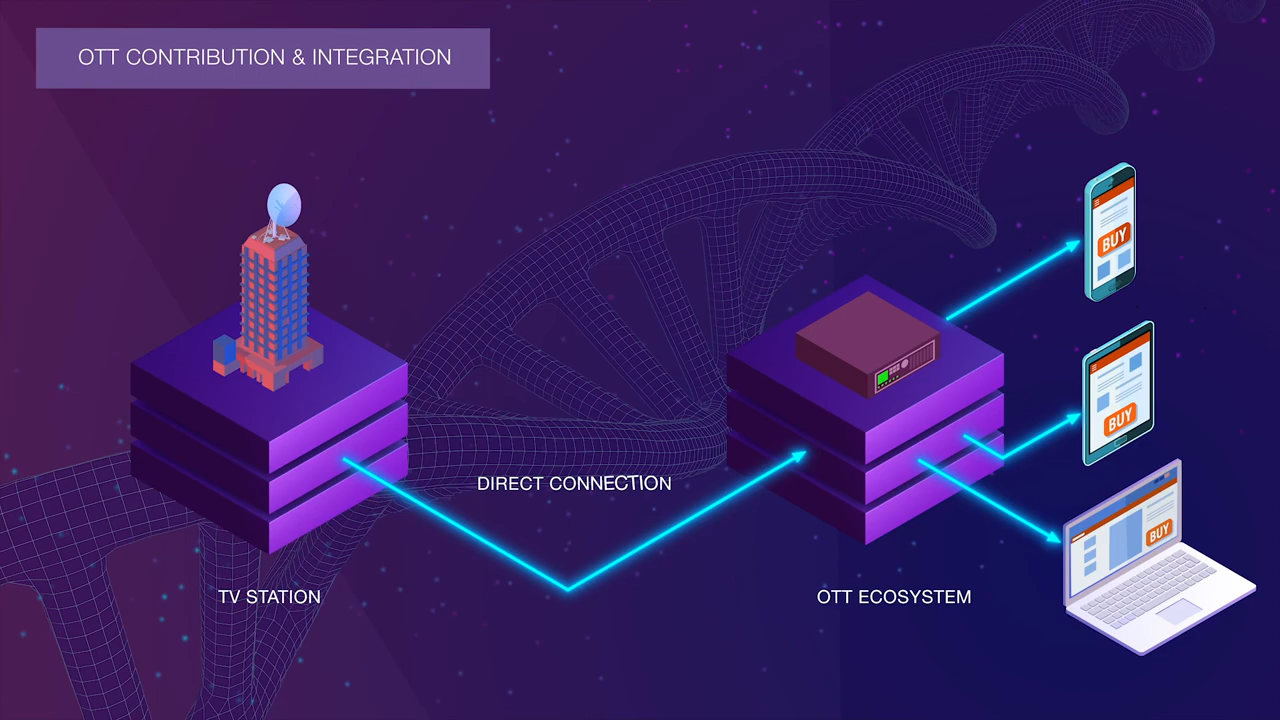 OTT CONTRIBUTION & INTEGRATION
BUY
BUY
DIRECT CONNECTION
BUY
TV STATION
OTT ECOSYSTEM